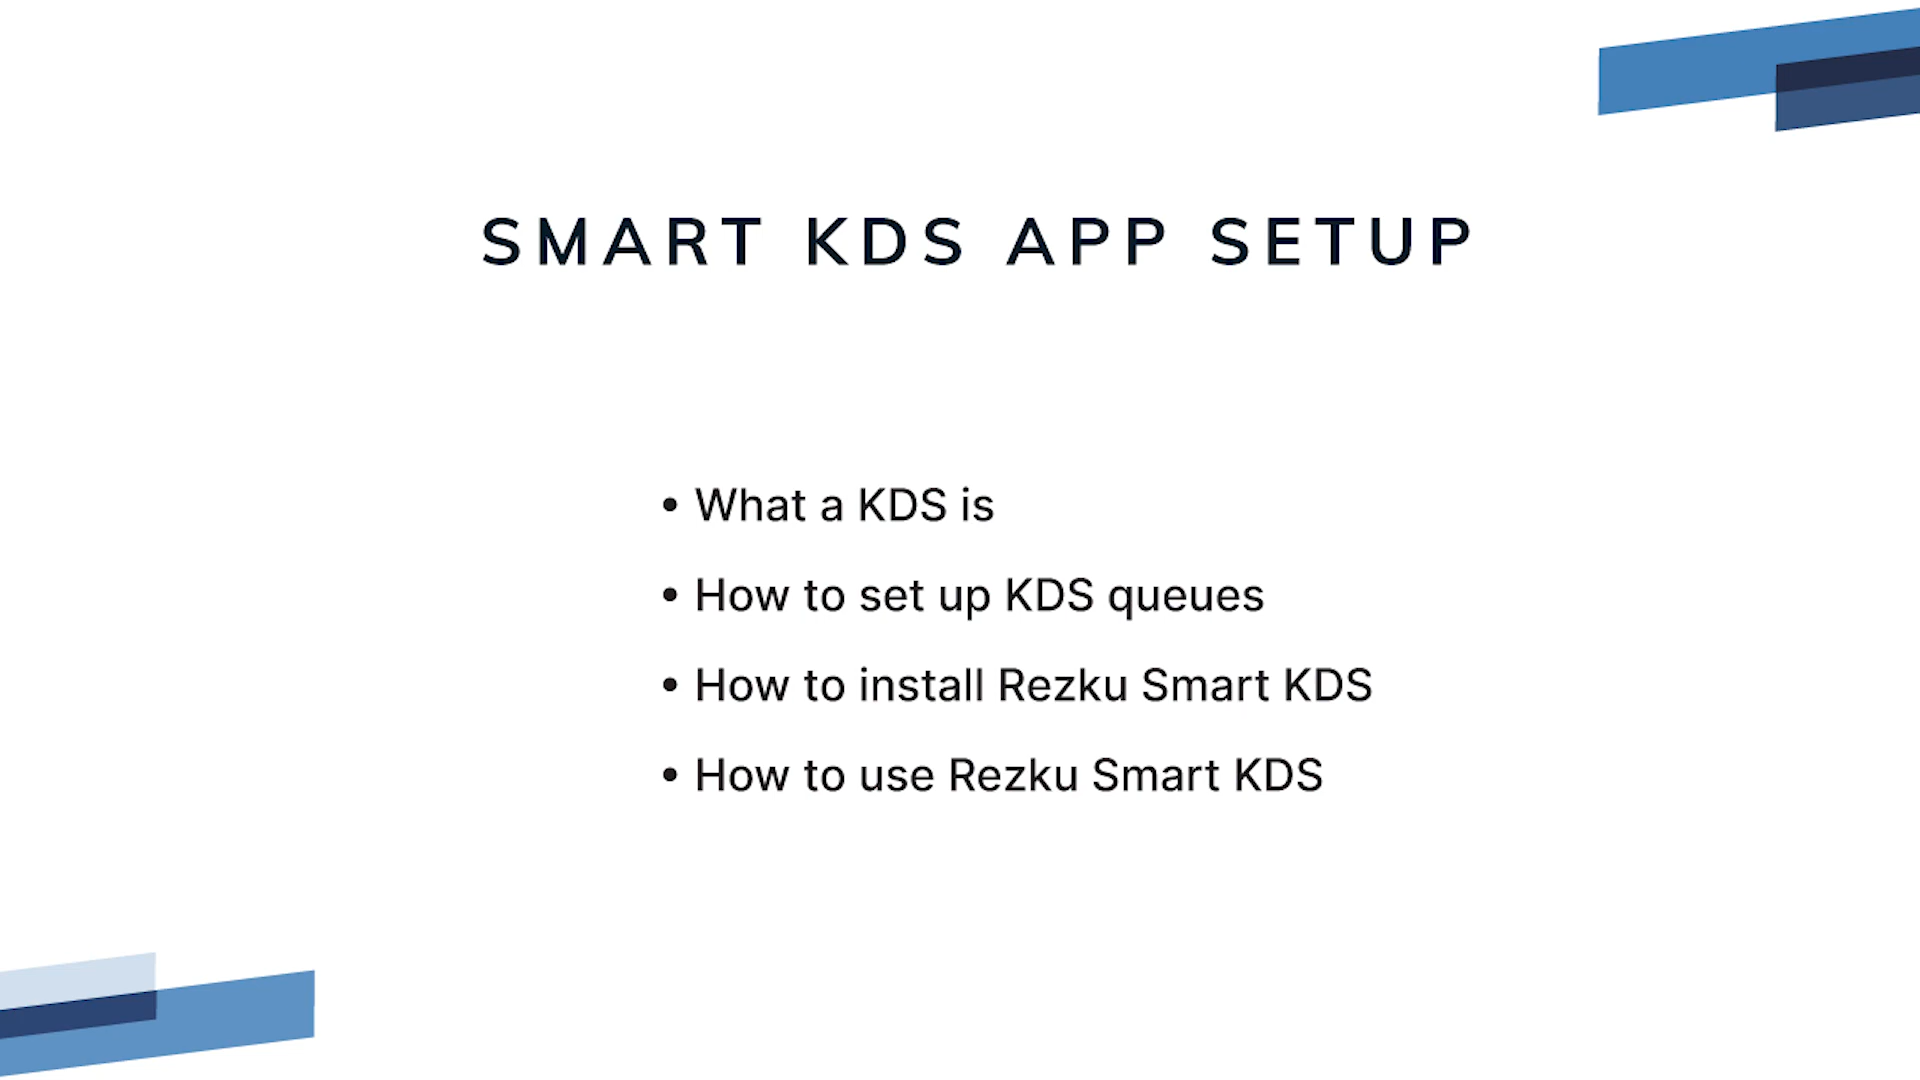 SMART KDS APP SETUP
• What a KDS is
• How to set up KDS queues
• How to install Rezku Smart KDS
• How to use Rezku Smart KDS